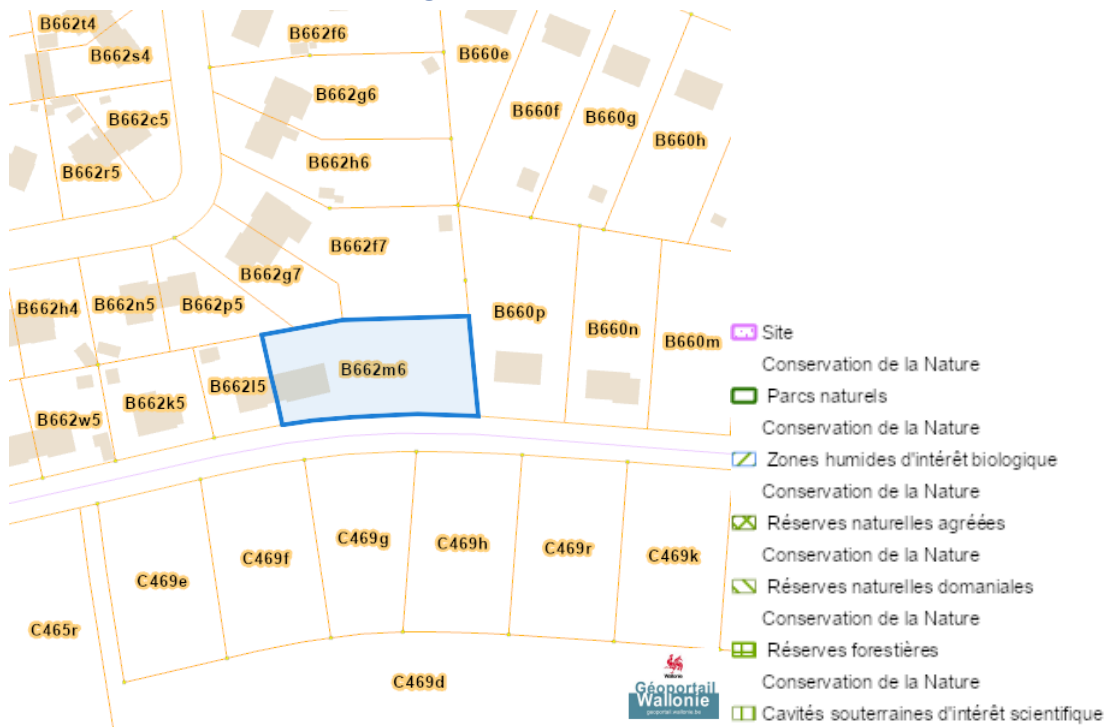 B662t4
B662f6
B662s4
B660e
B662g6
B660f
B662c5
B660g
B660h
B662h6
B662r5
B662f7
B662g7
B662h4
B662n5
B662p5
B660p
B660n
B660m
B662m6
B662l5
B662k5
B662w5
C469g
C469h
C469r
C469f
C469k
C469e
C465r
C469d
Wallonie
Géoportail
Wallonie
geoportail.wallonie.be
Site
Conservation de la Nature
Parcs naturels
Conservation de la Nature
Zones humides d'intérêt biologique
Conservation de la Nature
Réserves naturelles agréées
Conservation de la Nature
Réserves naturelles domaniales
Conservation de la Nature
Réserves forestières
Conservation de la Nature
Cavités souterraines d'intérêt scientifique